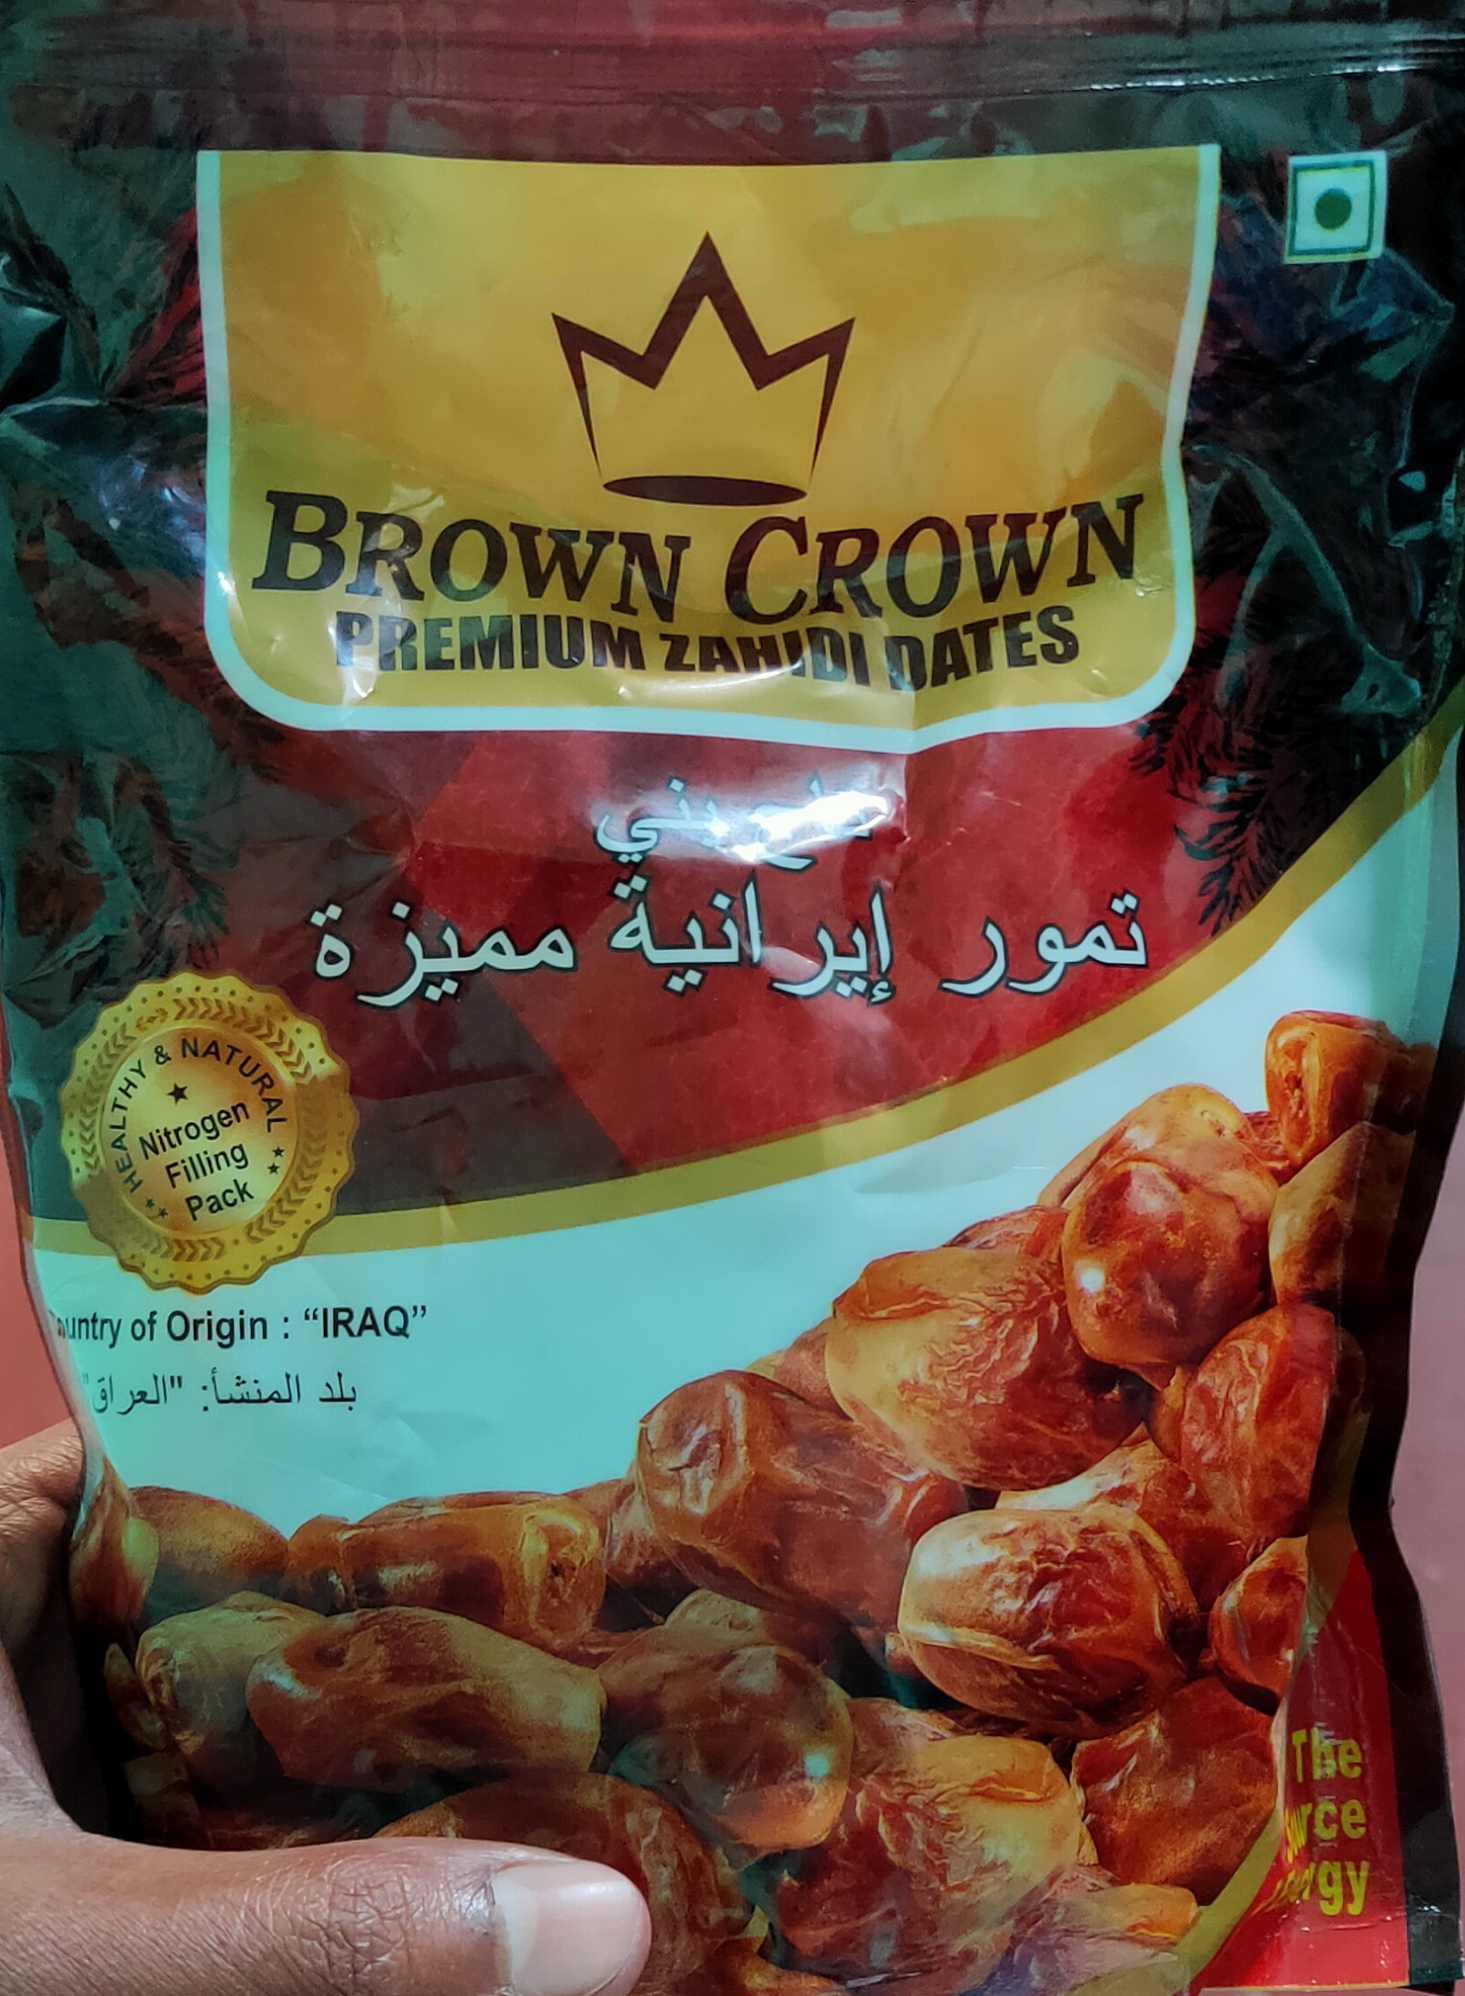 BROWN CROWN
PREMIUM ZAHIDI DATES
بني
تمور إيرانية مميزة
HEALTHY & NATURAL
Nitrogen
Filling
Pack
of Origin : “IRAQ”
بلد المنشأ: "العراق"
The